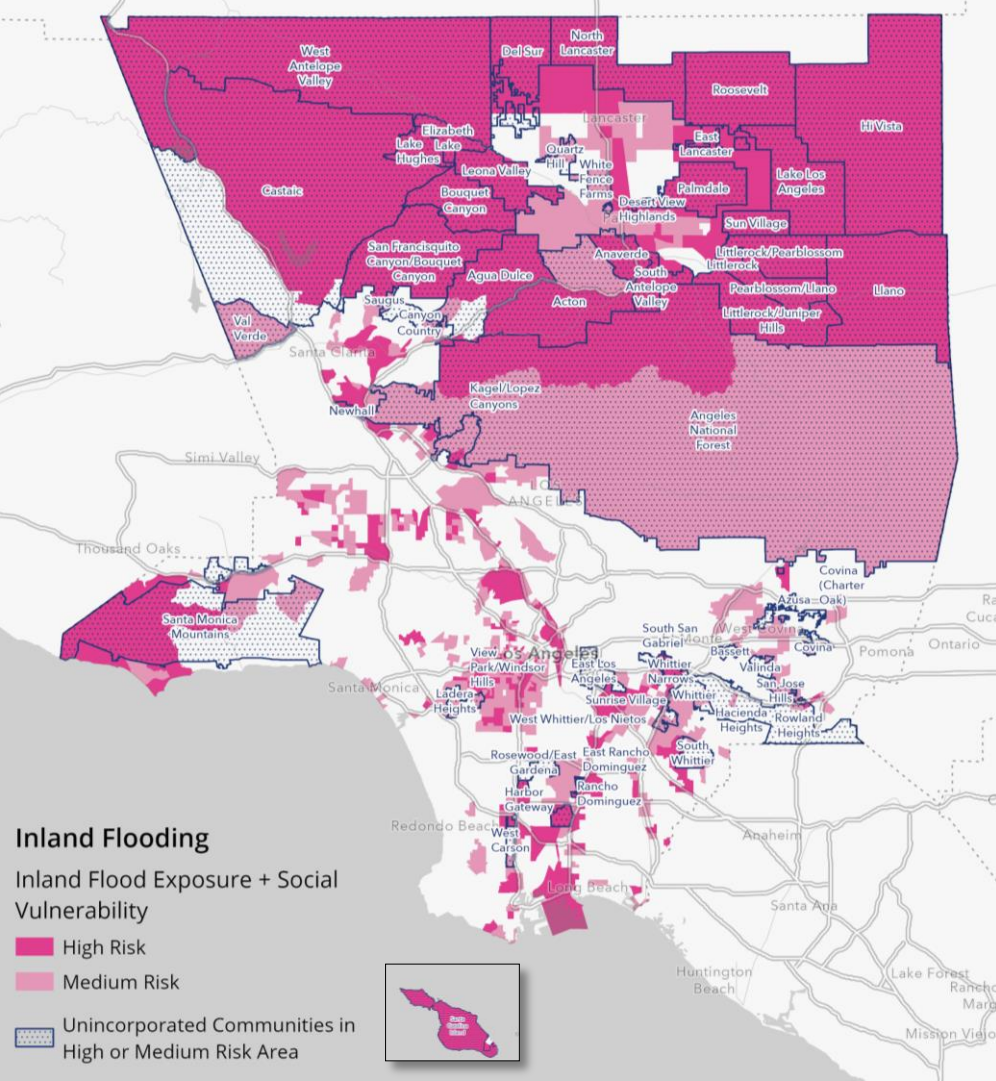 West
Antelope
Valley
Del Sur
North
Lancaster
Roosevelt
Hi Vista
Lancaster
Elizabeth
Lake
Lake
Hughes
Quartz
Hill
White
Fence
Farms
East
Lancaster
Leona Valley
Castaic
Bouquet
Canyon
Palmdale
Lake Los
Angeles
Desert View
Highlands
Sun Village
San Francisquito
Canyon/Bouquet
Canyon
Agua Dulce
Anaverde
Littlerock/Pearblossom
Littlerock
South
Antelope
Valley
Pearblossom/Llano
Llano
Acton
Saugus
Canyon
Country
Littlerock/Juniper
Hills
Val
Verde
Santa Clarita
Newhall
Kagel/Lopez
Canyons
Angeles
National
Forest
Simi Valley
ANGELES
Thousand Oaks
Covina
(Charter
Oak)
Azusa
Santa Monica
Mountains
South San
Gabriel
El Monte
West Covina
Covina
Pomona
Ontario
View
Park/Windsor
Hills
Los Angeles
East Los
Angeles
Whittier
Narrows
Bassett
Valinda
San Jose
Hills
Santa Monica
Ladera
Heights
Sunrise Village
Whittier
West Whittier/Los Nietos
Hacienda
Heights
Rowland
Heights
South
Whittier
Rosewood/East
Gardena
East Rancho
Dominguez
Harbor
Gateway
Rancho
Dominguez
Redondo Beach
West
Carson
Anaheim
Long Beach
Santa Ana
Huntington
Beach
Lake Forest
Mission Viejo
Inland Flooding
Inland Flood Exposure + Social
Vulnerability
High Risk
Medium Risk
Unincorporated Communities in
High or Medium Risk Area
Santa
Catalina
Island